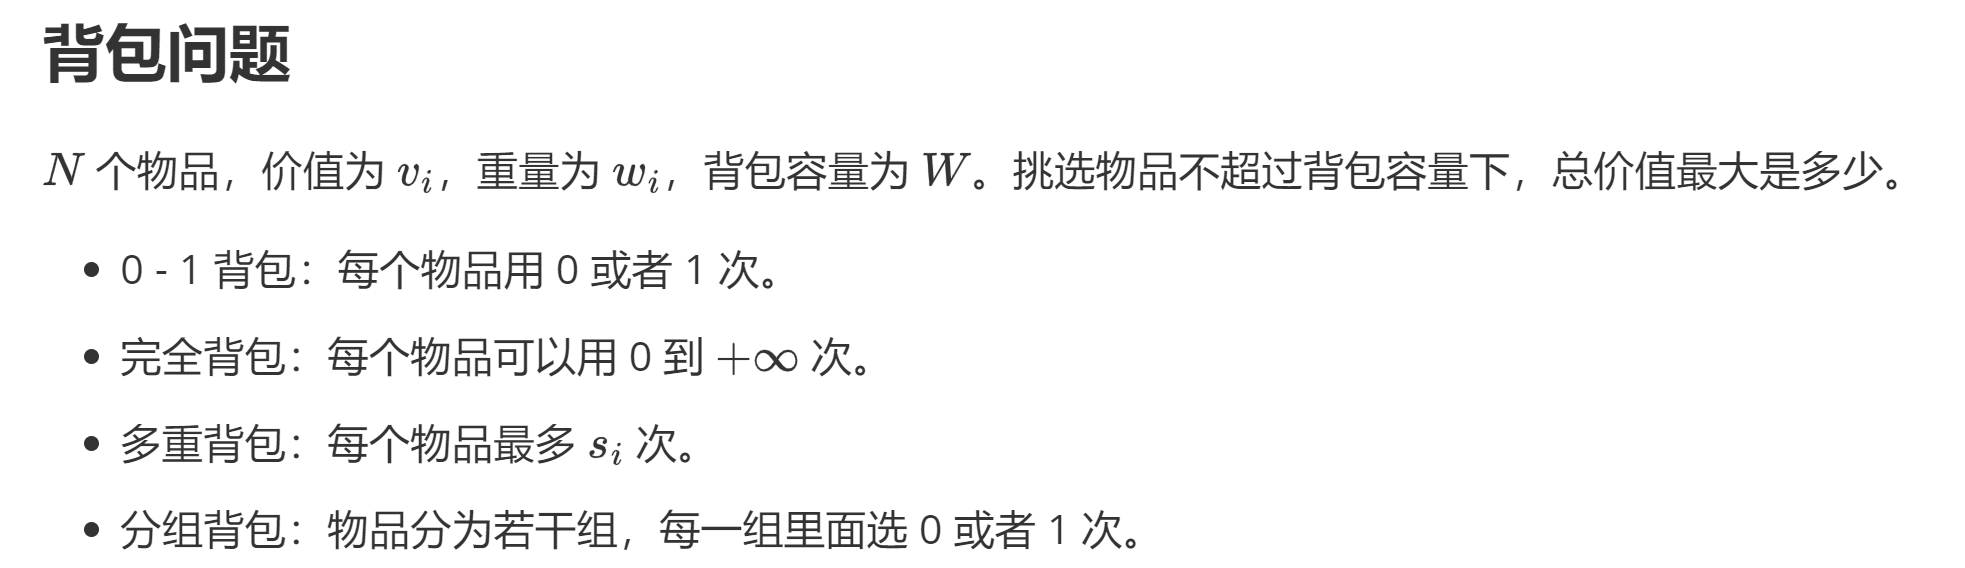 背包问题
N 个物品，价值为 v_i，重量为 w_i，背包容量为 W。挑选物品不超过背包容量下，总价值最大是多少。
• 0 - 1 背包：每个物品用 0 或者 1 次。
• 完全背包：每个物品可以用 0 到 +∞ 次。
• 多重背包：每个物品最多 s_i 次。
• 分组背包：物品分为若干组，每一组里面选 0 或者 1 次。